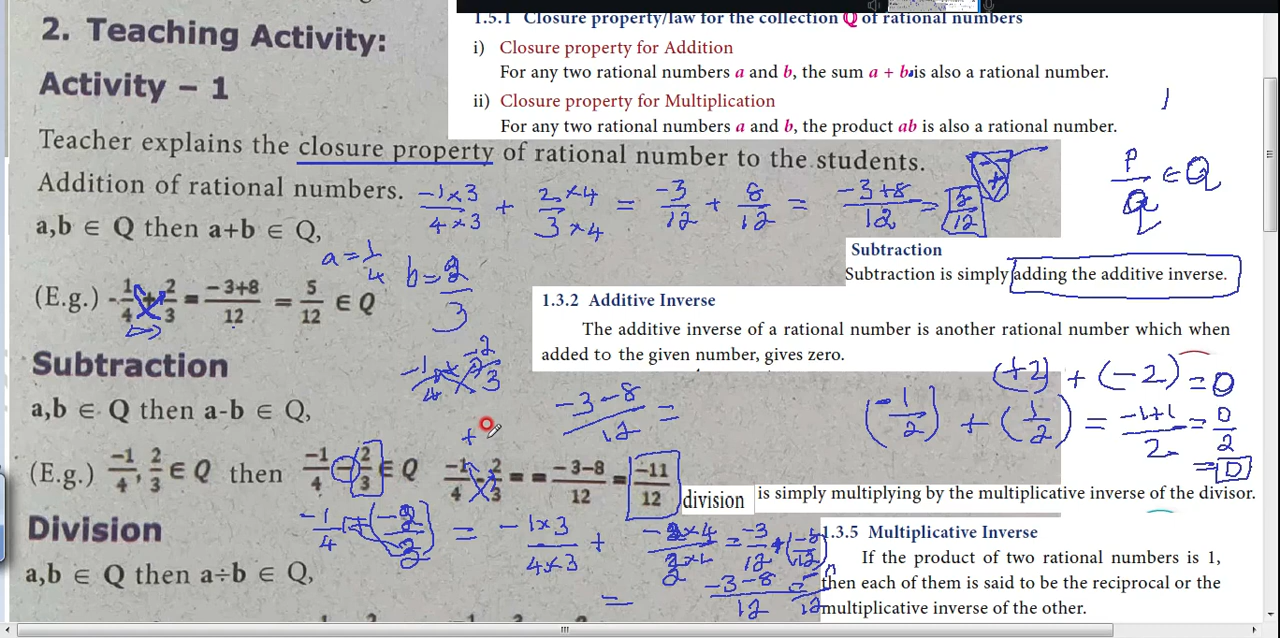 1.5.1 Closure property/law for the collection Q of rational numbers
i) Closure property for Addition
For any two rational numbers a and b, the sum a + b is also a rational number.
ii) Closure property for Multiplication
For any two rational numbers a and b, the product ab is also a rational number.
2. Teaching Activity:
Activity – 1
Teacher explains the closure property of rational number to the students.
Addition of rational numbers.
-1×3/4×3 + 2×4/3×4 = -3/12 + 8/12 = -3+8/12 = 5/12
P/Q ∈ Q
a,b ∈ Q then a+b ∈ Q,
a = 1/4 b = 2/3
(E.g.) -1/4 + 2/3 = -3+8/12 = 5/12 ∈ Q
Subtraction
Subtraction is simply adding the additive inverse.
1.3.2 Additive Inverse
The additive inverse of a rational number is another rational number which when
added to the given number, gives zero.
(+2) + (-2) = 0
(-1/2) + (1/2) = -1+1/2 = 0/2
= 0
Subtraction
a,b ∈ Q then a-b ∈ Q,
-3-8/12 =
(E.g.) -1/4, 2/3 ∈ Q then -1/4 - 2/3 ∈ Q -1/4 - 2/3 = = -3-8/12 = -11/12
division is simply multiplying by the multiplicative inverse of the divisor.
Division
a,b ∈ Q then a÷b ∈ Q,
1.3.5 Multiplicative Inverse
If the product of two rational numbers is 1,
then each of them is said to be the reciprocal or the
multiplicative inverse of the other.